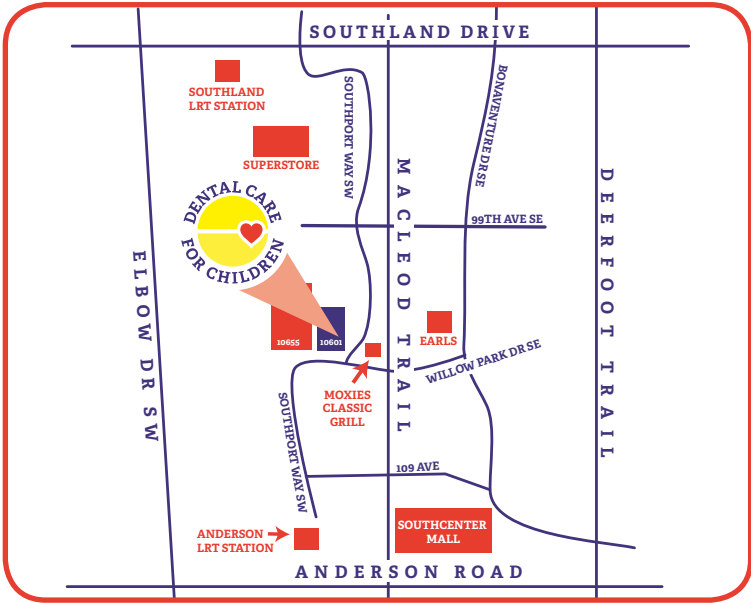 SOUTHLAND DRIVE
SOUTHLAND
LRT STATION
SOUTHPORT WAY SW
BONAVENTURE DR SE
SUPERSTORE
MACLEOD TRAIL
DEERFOOT TRAIL
DENTAL CARE
FOR CHILDREN
99TH AVE SE
ELBOW DR SW
10655
10601
EARLS
WILLOW PARK DR SE
MOXIES
CLASSIC
GRILL
SOUTHPORT WAY SW
109 AVE
ANDERSON
LRT STATION
SOUTHCENTER
MALL
ANDERSON ROAD